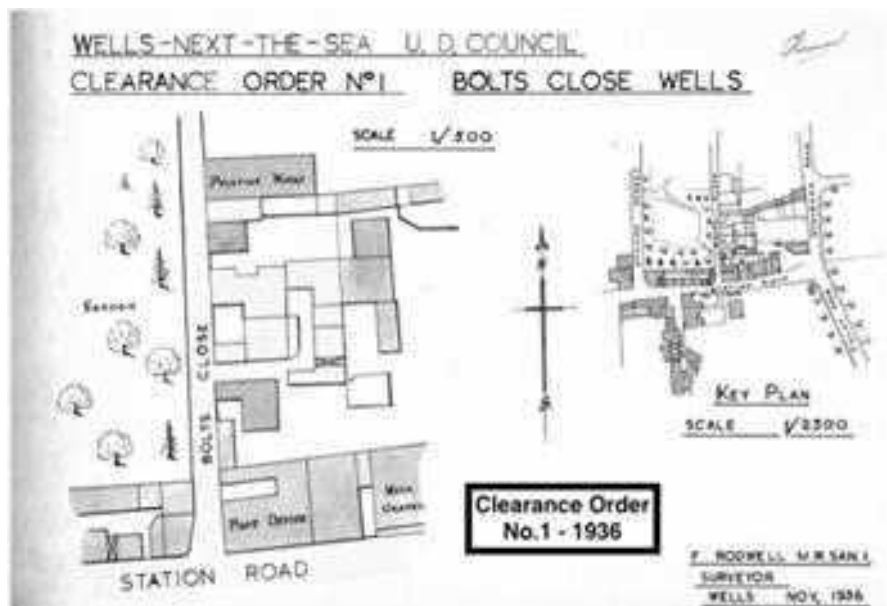 WELLS-NEXT-THE-SEA U. D. COUNCIL
CLEARANCE ORDER Nº1 BOLTS CLOSE WELLS
SCALE 1/500
GARDEN
BOLTS CLOSE
POST OFFICE
STATION ROAD
N
S
KEY PLAN
SCALE 1/2500
Clearance Order
No.1 - 1936
F. RODWELL M.R.SAN.I.
SURVEYOR
WELLS NOV. 1936